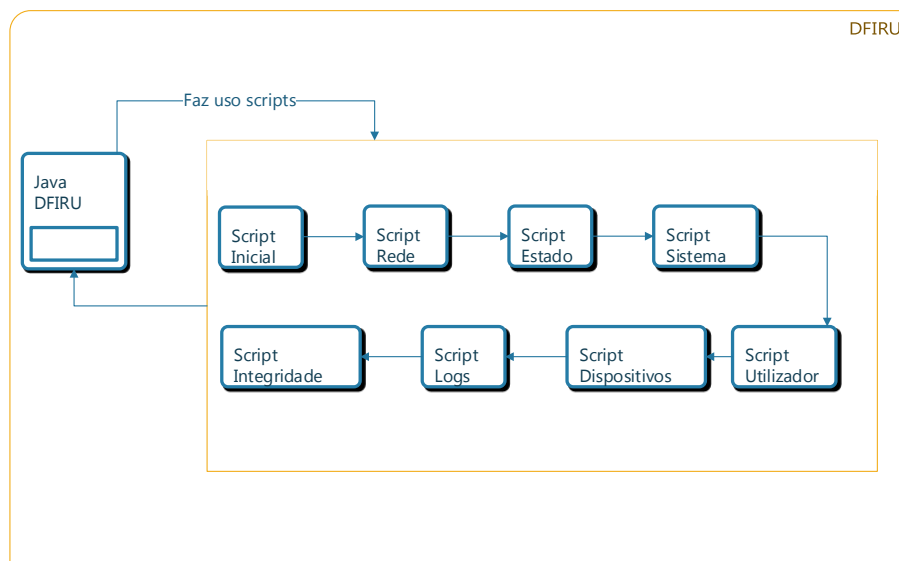 DFIRU
Faz uso scripts
Java
DFIRU
Script
Inicial
Script
Rede
Script
Estado
Script
Sistema
Script
Integridade
Script
Logs
Script
Dispositivos
Script
Utilizador